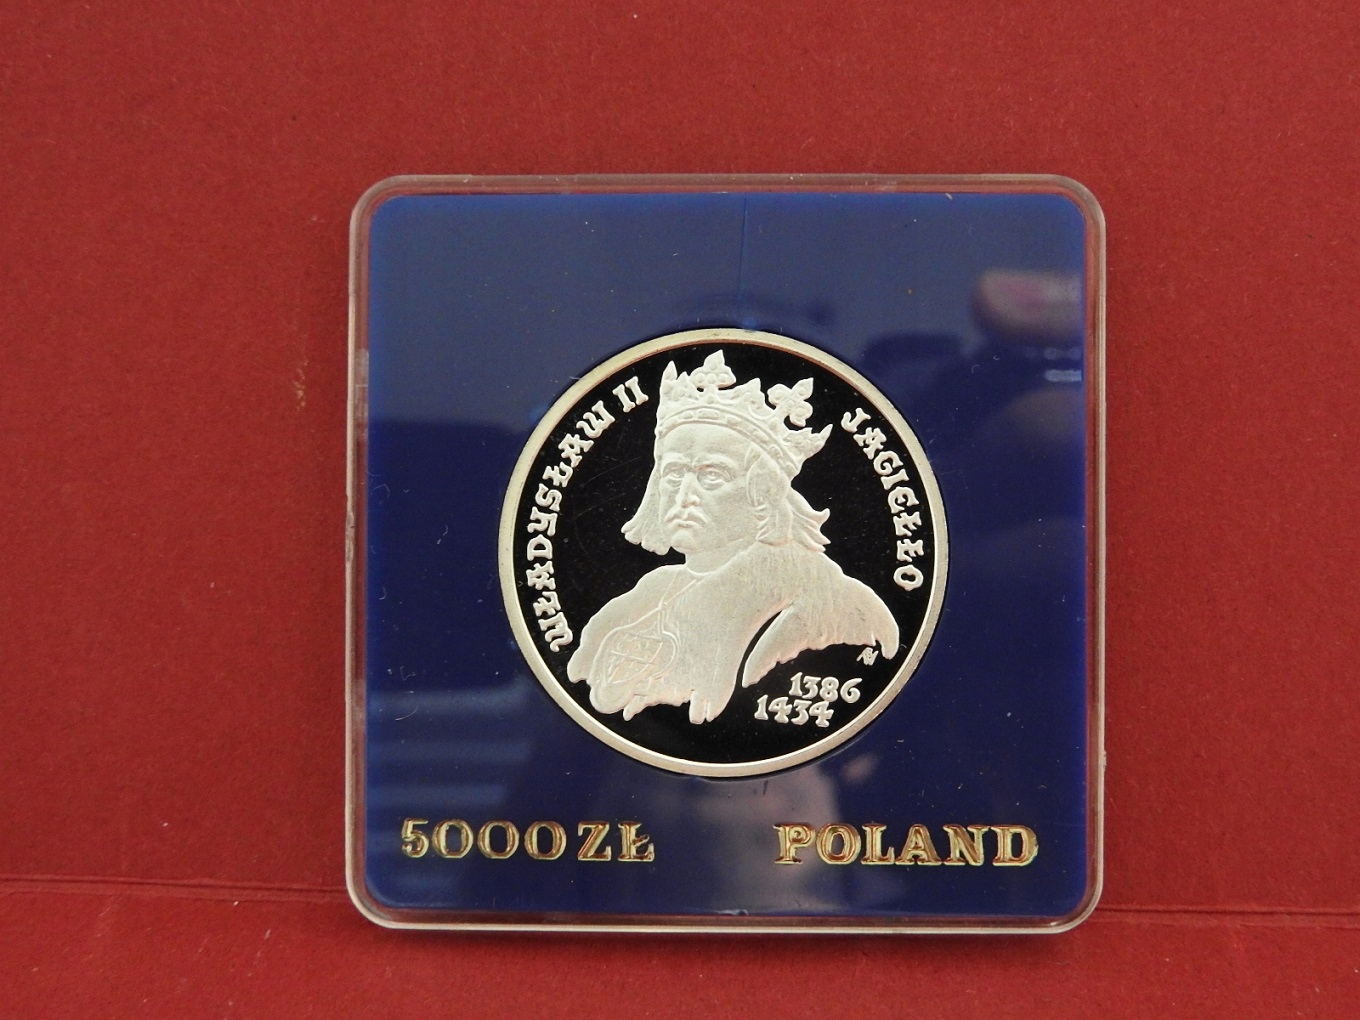 WŁADYSŁAW II JAGIEŁŁO
1386
1434
5000 ZŁ POLAND